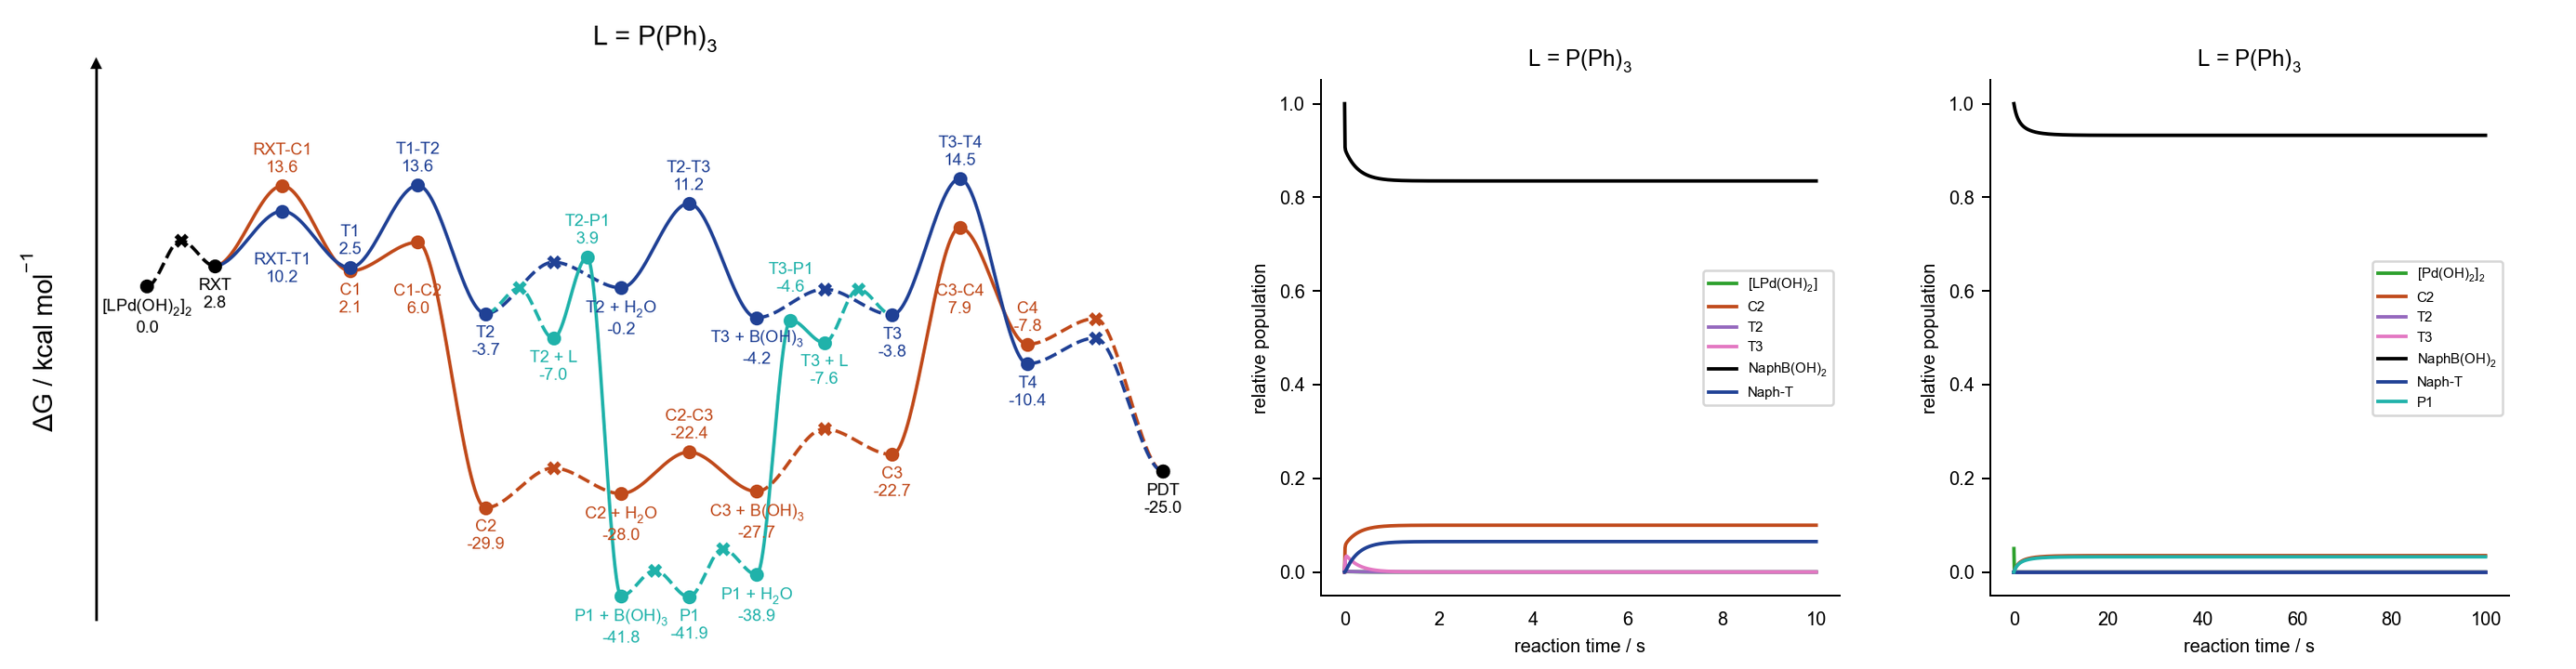 L = P(Ph)3
ΔG / kcal mol−1
[LPd(OH)2]2
0.0
RXT
2.8
RXT-C1
13.6
RXT-T1
10.2
T1
2.5
C1
2.1
T1-T2
13.6
C1-C2
6.0
T2
-3.7
C2
-29.9
T2 + L
-7.0
T2-P1
3.9
T2 + H2O
-0.2
C2 + H2O
-28.0
P1 + B(OH)3
-41.8
T2-T3
11.2
C2-C3
-22.4
P1
-41.9
T3 + B(OH)3
-4.2
C3 + B(OH)3
-27.7
P1 + H2O
-38.9
T3-P1
-4.6
T3 + L
-7.6
T3
-3.8
C3
-22.7
T3-T4
14.5
C3-C4
7.9
C4
-7.8
T4
-10.4
PDT
-25.0
L = P(Ph)3
relative population
1.0
0.8
0.6
0.4
0.2
0.0
0 2 4 6 8 10
reaction time / s
[LPd(OH)2]
C2
T2
T3
NaphB(OH)2
Naph-T
L = P(Ph)3
relative population
1.0
0.8
0.6
0.4
0.2
0.0
0 20 40 60 80 100
reaction time / s
[Pd(OH)2]2
C2
T2
T3
NaphB(OH)2
Naph-T
P1